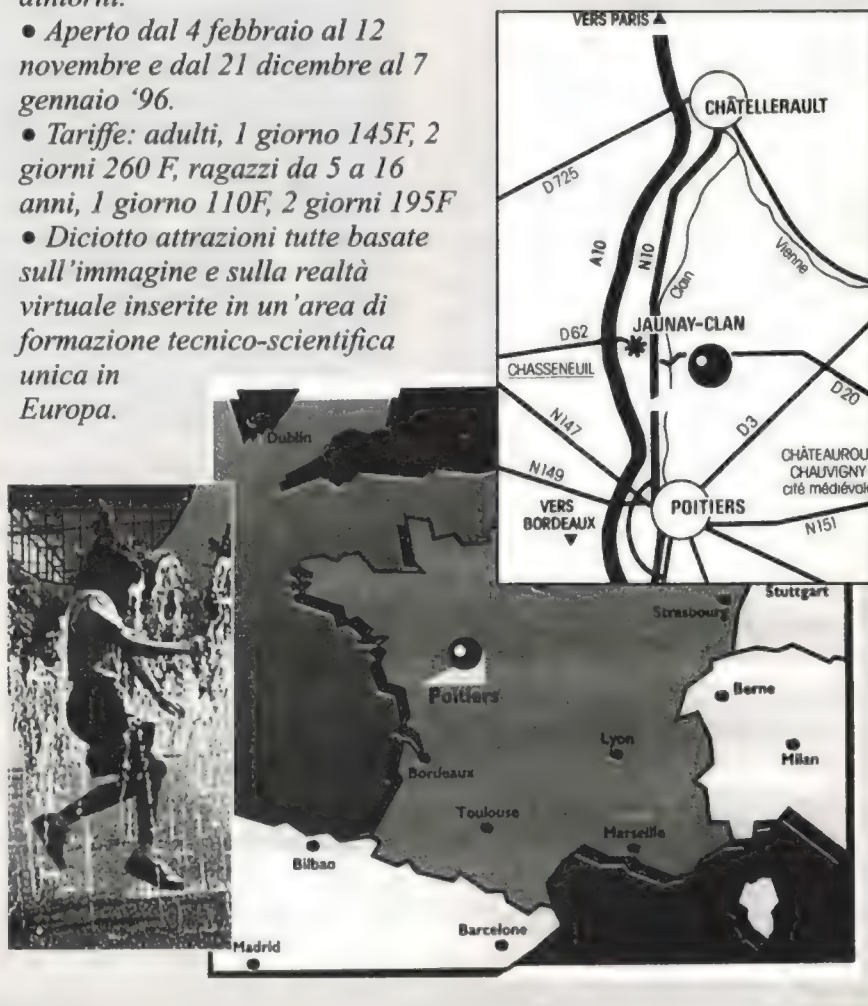 dintorni.
• Aperto dal 4 febbraio al 12
novembre e dal 21 dicembre al 7
gennaio ‘96.
• Tariffe: adulti, 1 giorno 145F, 2
giorni 260 F, ragazzi da 5 a 16
anni, 1 giorno 110F, 2 giorni 195F
• Diciotto attrazioni tutte basate
sull'immagine e sulla realtà
virtuale inserite in un'area di
formazione tecnico-scientifica
unica in
Europa.
VERS PARIS ▲
CHÂTELLERAULT
D725
A10
N10
Clain
Vienne
D62
JAUNAY-CLAN
CHASSENEUIL
D20
N147
D3
N149
CHÂTEAUROU
CHAUVIGNY
cité médiévale
VERS
BORDEAUX
▼
POITIERS
N151
Dublin
Stuttgart
Strasbourg
Poitiers
Berne
Lyon
Milan
Bordeaux
Toulouse
Marseille
Bilbao
Barcelone
Madrid